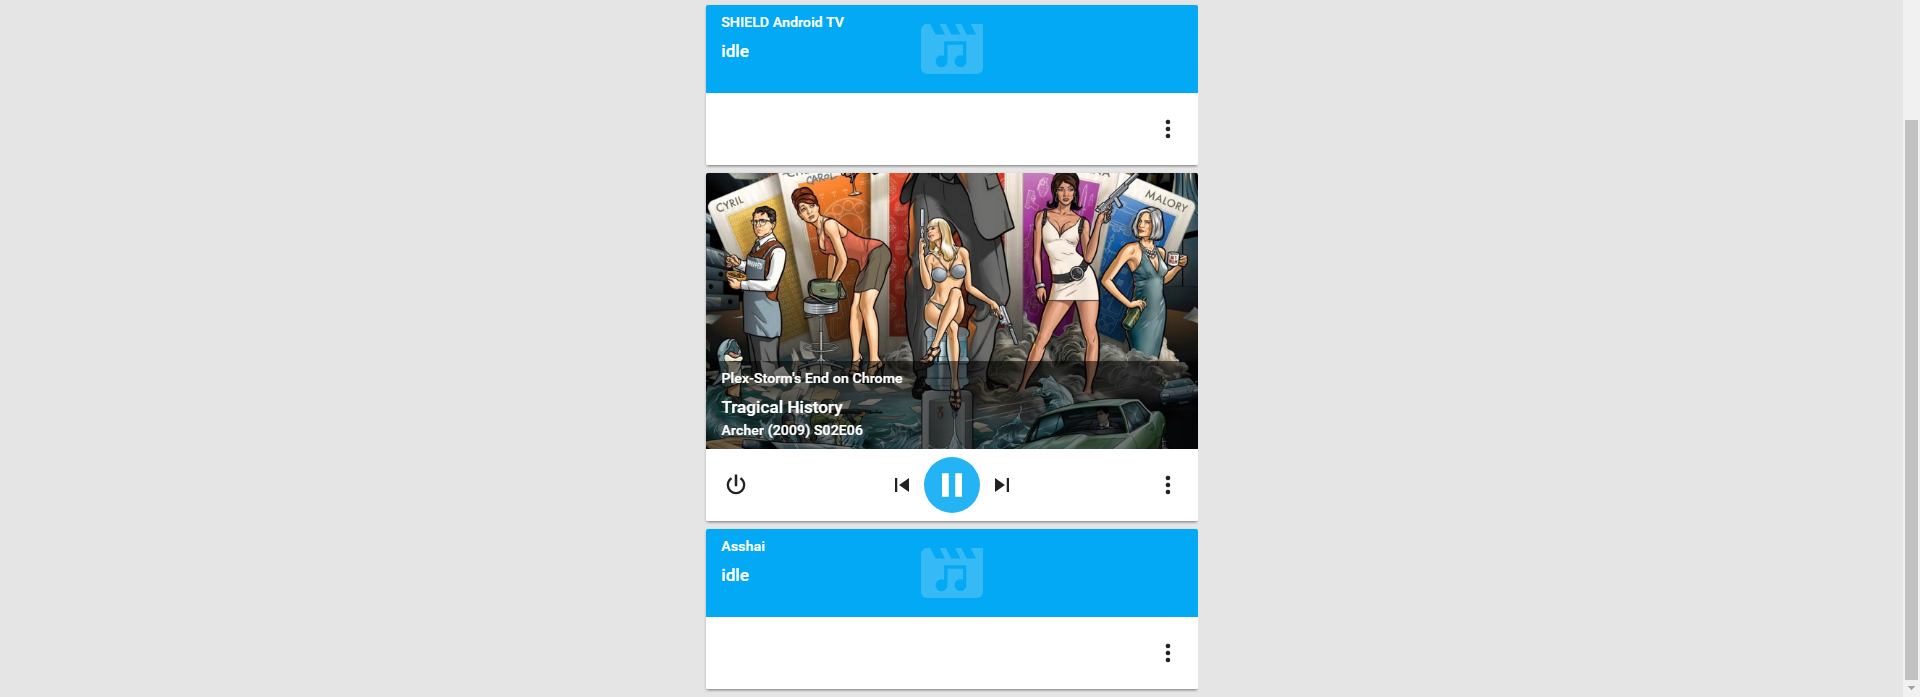 SHIELD Android TV
idle
CAROL
CYRIL
MALORY
Plex-Storm's End on Chrome
Tragical History
Archer (2009) S02E06
Asshai
idle